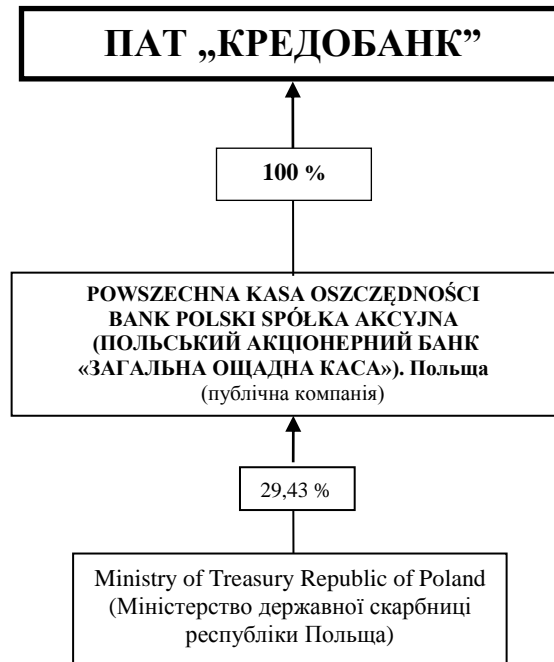 ПАТ „КРЕДОБАНК”
100 %
POWSZECHNA KASA OSZCZĘDNOŚCI
BANK POLSKI SPÓŁKA AKCYJNA
(ПОЛЬСЬКИЙ АКЦІОНЕРНИЙ БАНК
«ЗАГАЛЬНА ОЩАДНА КАСА»). Польща
(публічна компанія)
29,43 %
Ministry of Treasury Republic of Poland
(Міністерство державної скарбниці
республіки Польща)